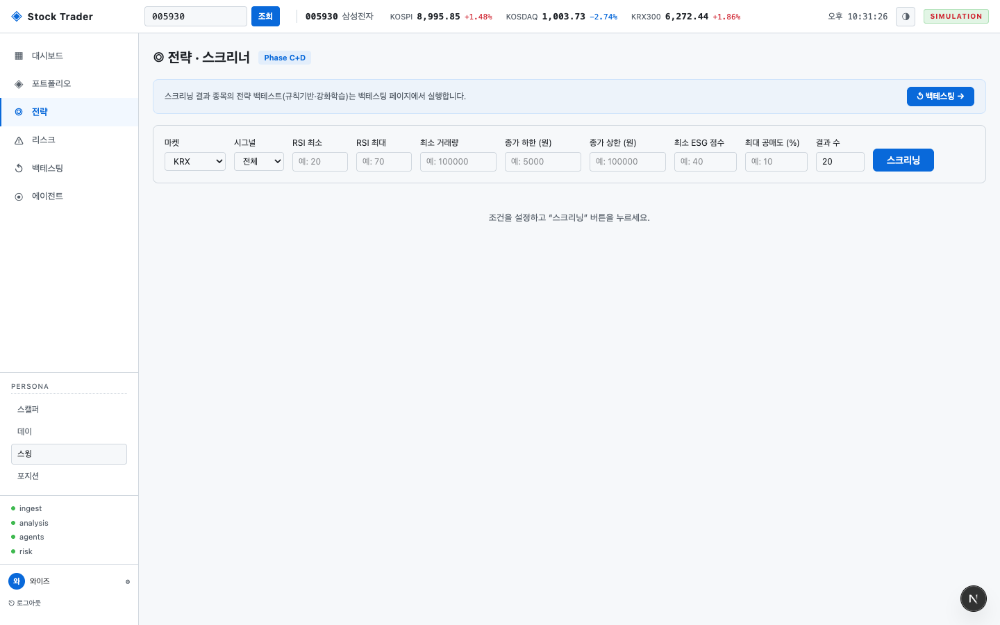 Stock Trader
005930
조회
005930 삼성전자
KOSPI 8,995.85 +1.48%
KOSDAQ 1,003.73 −2.74%
KRX300 6,272.44 +1.86%
오후 10:31:26
SIMULATION
대시보드
포트폴리오
전략
리스크
백테스팅
에이전트
PERSONA
스캘퍼
데이
스윙
포지션
ingest
analysis
agents
risk
와 와이즈
로그아웃
전략 · 스크리너 Phase C+D
스크리닝 결과 종목의 전략 백테스트(규칙기반·강화학습)는 백테스팅 페이지에서 실행합니다.
백테스팅 →
마켓 시그널 RSI 최소 RSI 최대 최소 거래량 종가 하한 (원) 종가 상한 (원) 최소 ESG 점수 최대 공매도 (%) 결과 수
KRX 전체 예: 20 예: 70 예: 100000 예: 5000 예: 100000 예: 40 예: 10 20 스크리닝
조건을 설정하고 “스크리닝” 버튼을 누르세요.
N